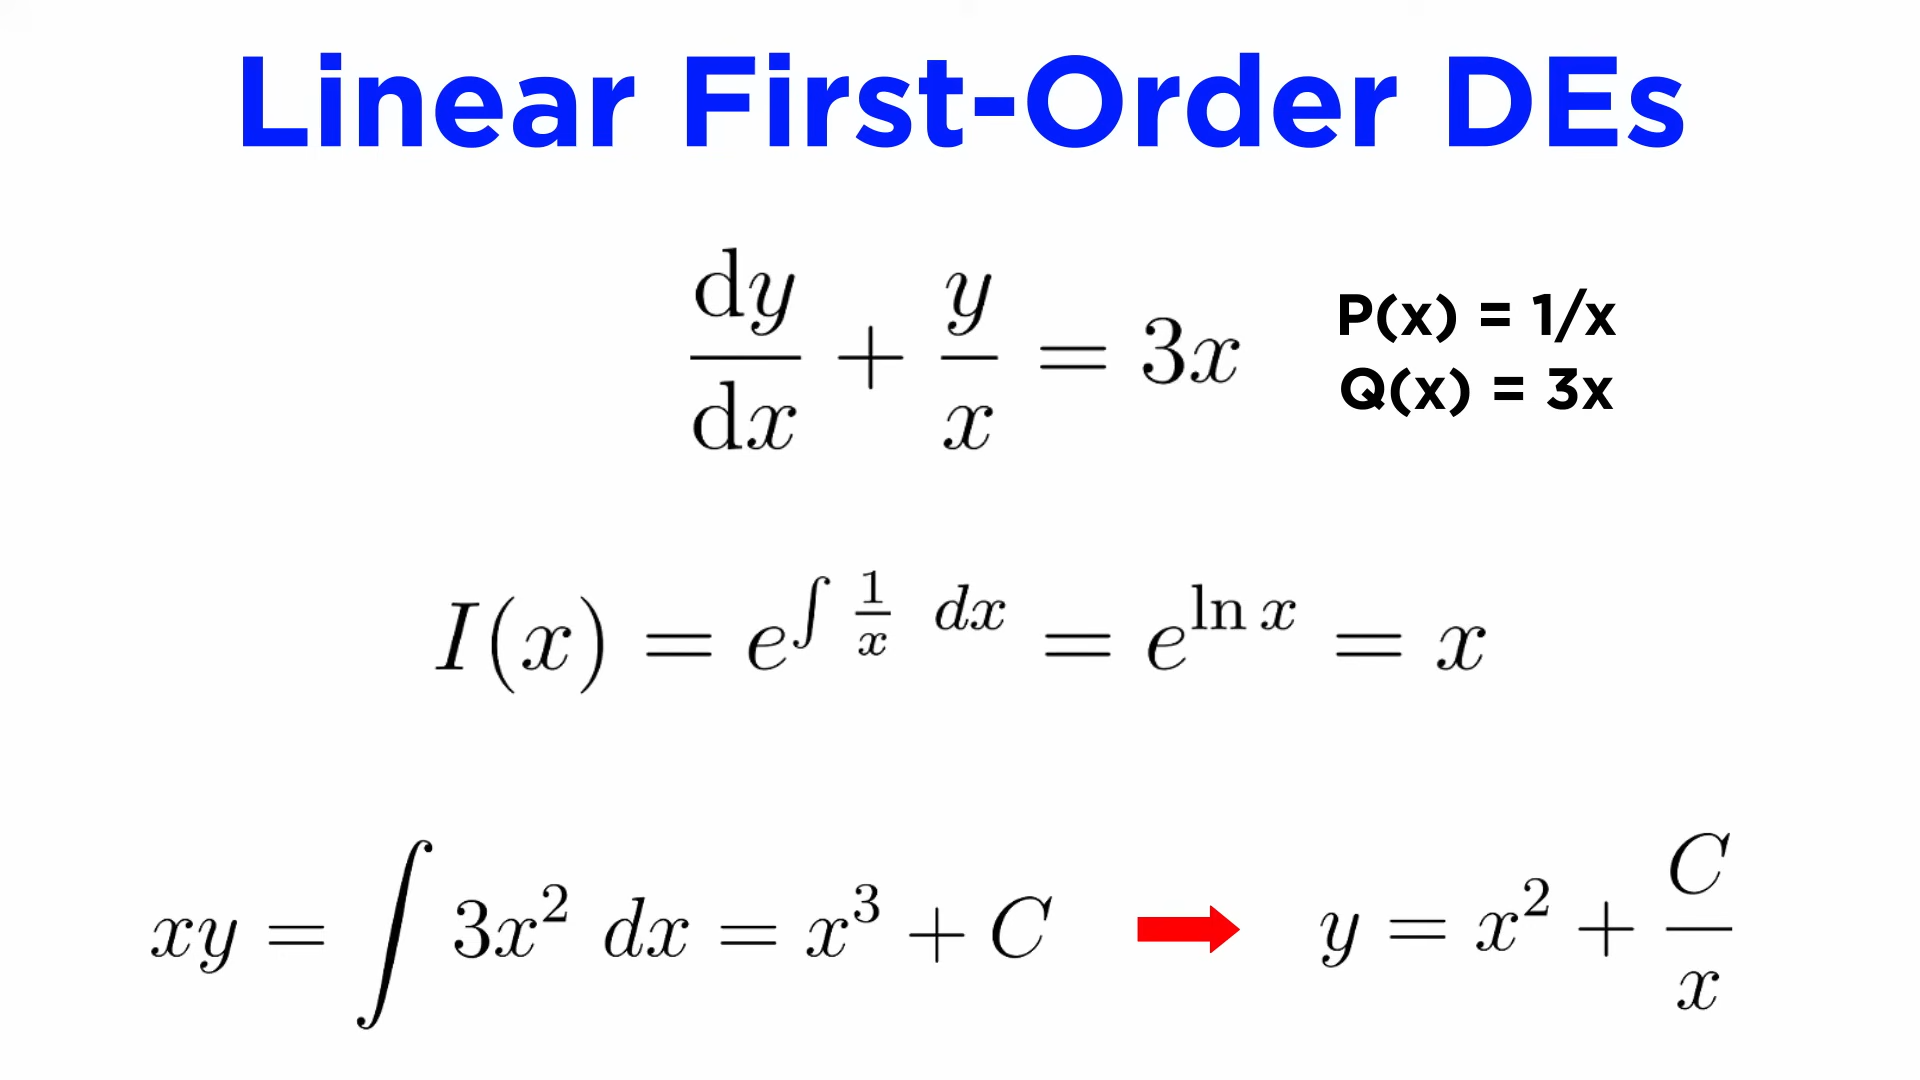 Linear First-Order DEs
dy/dx + y/x = 3x
P(x) = 1/x
Q(x) = 3x
I(x) = e^{∫ 1/x dx} = e^{ln x} = x
xy = ∫ 3x² dx = x³ + C ➡ y = x² + C/x